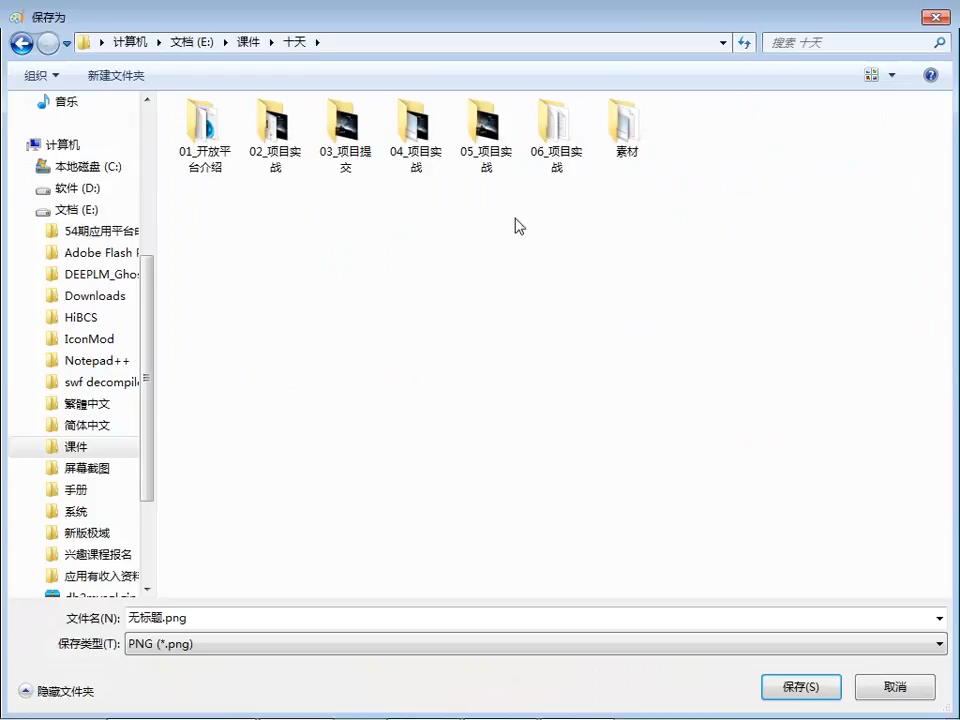 保存为
计算机 文档 (E:) 课件 十天
搜索 十天
组织 新建文件夹
音乐
计算机
本地磁盘 (C:)
软件 (D:)
文档 (E:)
54期应用平台
Adobe Flash
DEEPLM_Gho
Downloads
HiBCS
IconMod
Notepad++
swf decompil
繁體中文
简体中文
课件
屏幕截图
手册
系统
新版极域
兴趣课程报名
应用有收入资料
01_开放平
台介绍
02_项目实
战
03_项目提
交
04_项目实
战
05_项目实
战
06_项目实
战
素材
文件名(N): 无标题.png
保存类型(T): PNG (*.png)
隐藏文件夹
保存(S) 取消